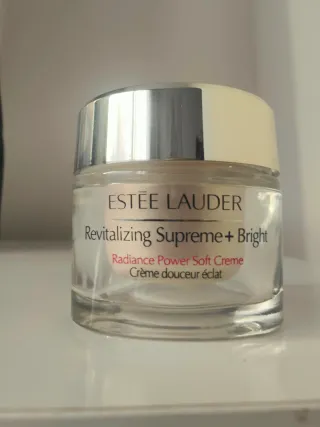 ESTĒE LAUDER
Revitalizing Supreme+ Bright
Radiance Power Soft Creme
Crème douceur éclat